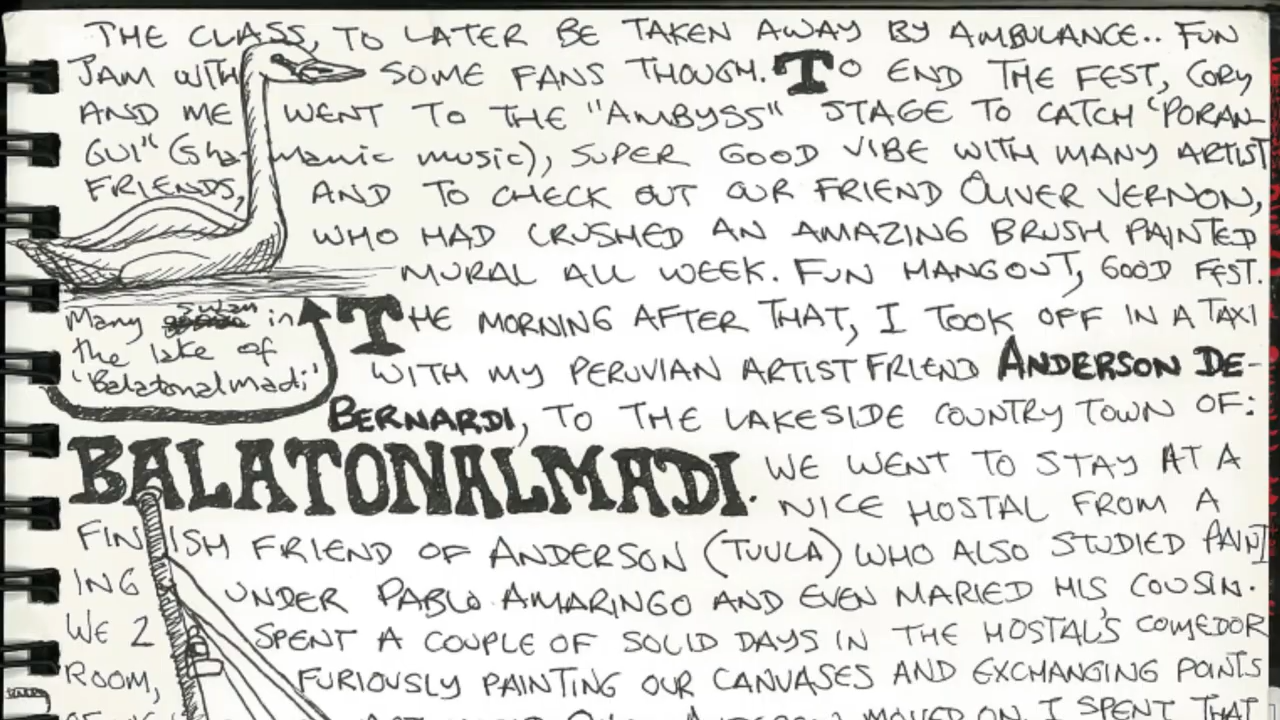 THE CLASS, TO LATER BE TAKEN AWAY BY AMBULANCE.. FUN
JAM WITH SOME FANS THOUGH. TO END THE FEST, CORY
AND ME WENT TO THE "AMBYSS" STAGE TO CATCH "PORAN-
GUI" (Shamanic music), SUPER GOOD VIBE WITH MANY ARTIST
FRIENDS, AND TO CHECK OUT OUR FRIEND OLIVER VERNON,
WHO HAD CRUSHED AN AMAZING BRUSH PAINTED
MURAL ALL WEEK. FUN HANGOUT, GOOD FEST.
Many swan in
the lake of
"Balatonalmadi"
THE MORNING AFTER THAT, I TOOK OFF IN A TAXI
WITH MY PERUVIAN ARTIST FRIEND ANDERSON DE-
BERNARDI, TO THE LAKESIDE COUNTRY TOWN OF:
BALATONALMADI. WE WENT TO STAY AT A
NICE HOSTAL FROM A
FINISH FRIEND OF ANDERSON (TUULA) WHO ALSO STUDIED PAINT
ING UNDER PABLO AMARINGO AND EVEN MARIED HIS COUSIN.
WE 2 SPENT A COUPLE OF SOLID DAYS IN THE HOSTAL'S COMEDOR
ROOM, FURIOUSLY PAINTING OUR CANVASES AND EXCHANGING POINTS
ANDERSON MOVED ON, I SPENT THAT